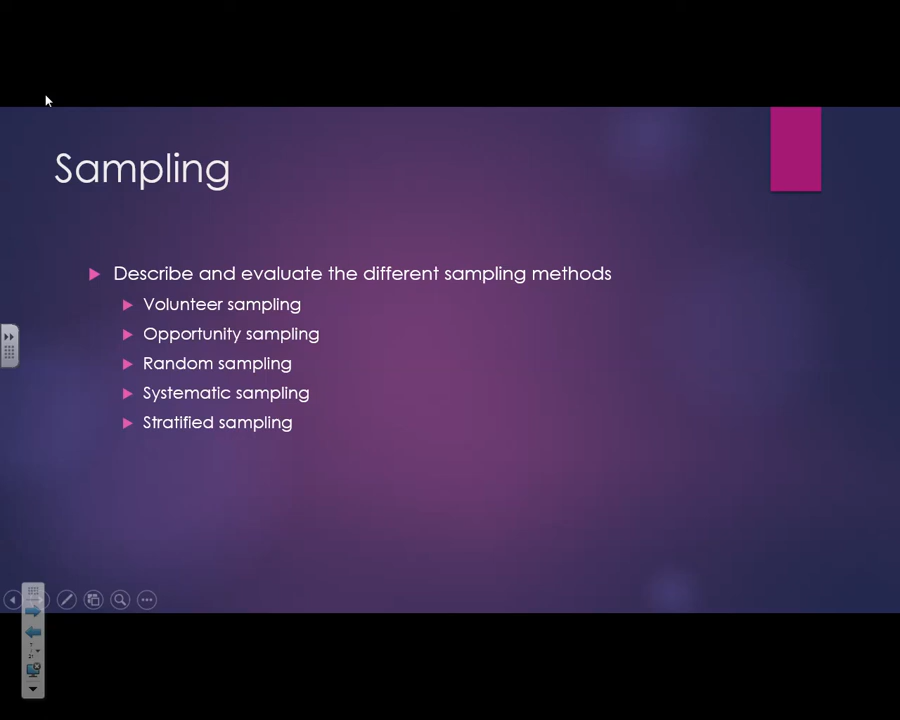 Sampling
Describe and evaluate the different sampling methods
Volunteer sampling
Opportunity sampling
Random sampling
Systematic sampling
Stratified sampling